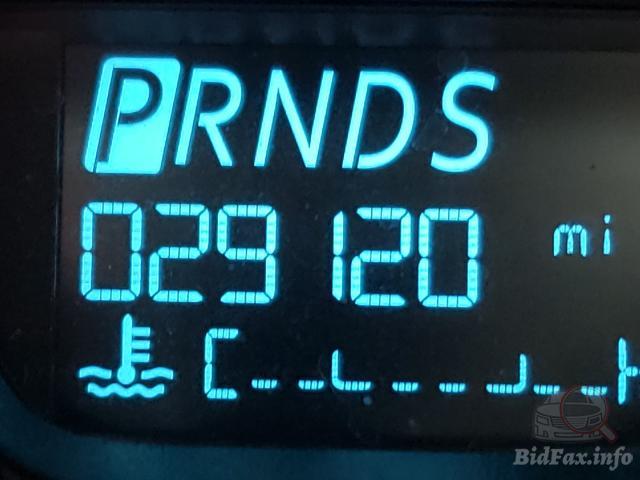 PRNDS
029120 mi
C H
BidFax.info